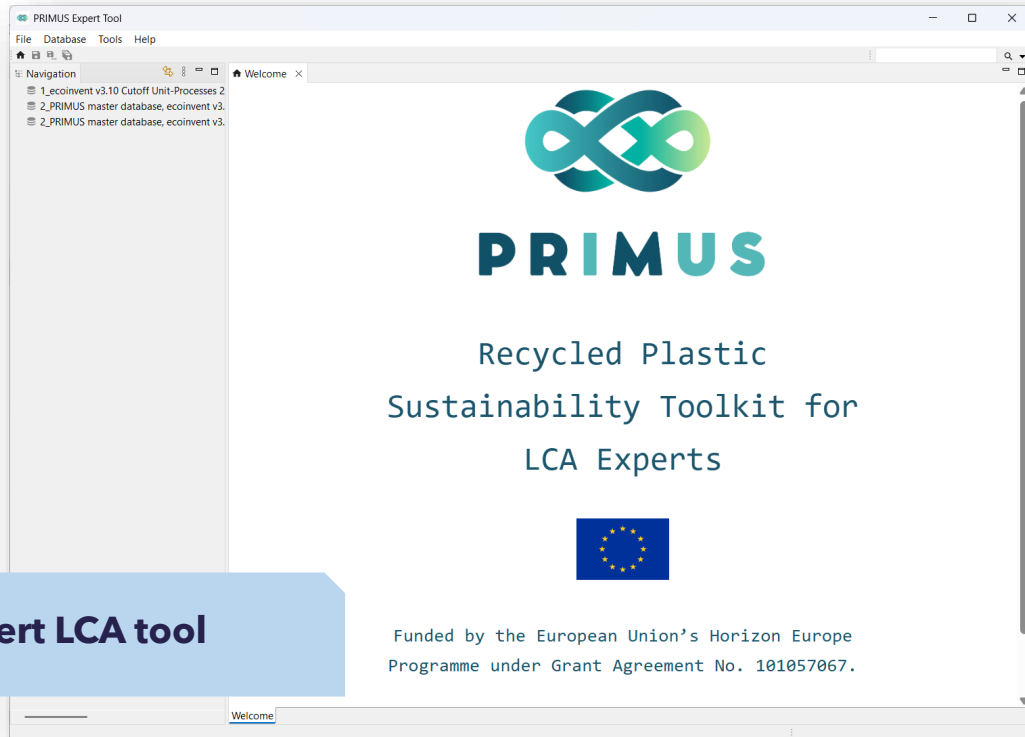 PRIMUS Expert Tool
File Database Tools Help
Navigation
Welcome
1_ecoinvent v3.10 Cutoff Unit-Processes 2
2_PRIMUS master database, ecoinvent v3.
2_PRIMUS master database, ecoinvent v3.
PRIMUS
Recycled Plastic
Sustainability Toolkit for
LCA Experts
ert LCA tool
Funded by the European Union's Horizon Europe
Programme under Grant Agreement No. 101057067.
Welcome